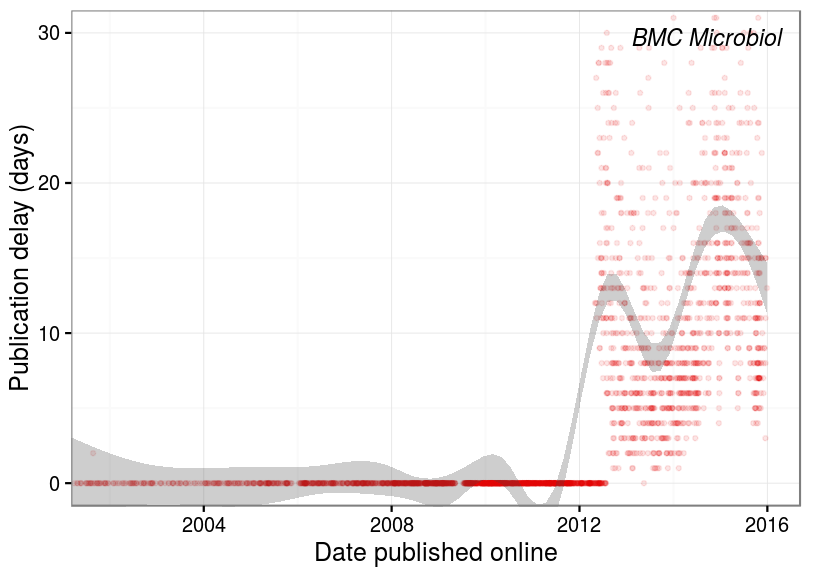 BMC Microbiol
30
20
10
0
Publication delay (days)
2004
2008
2012
2016
Date published online